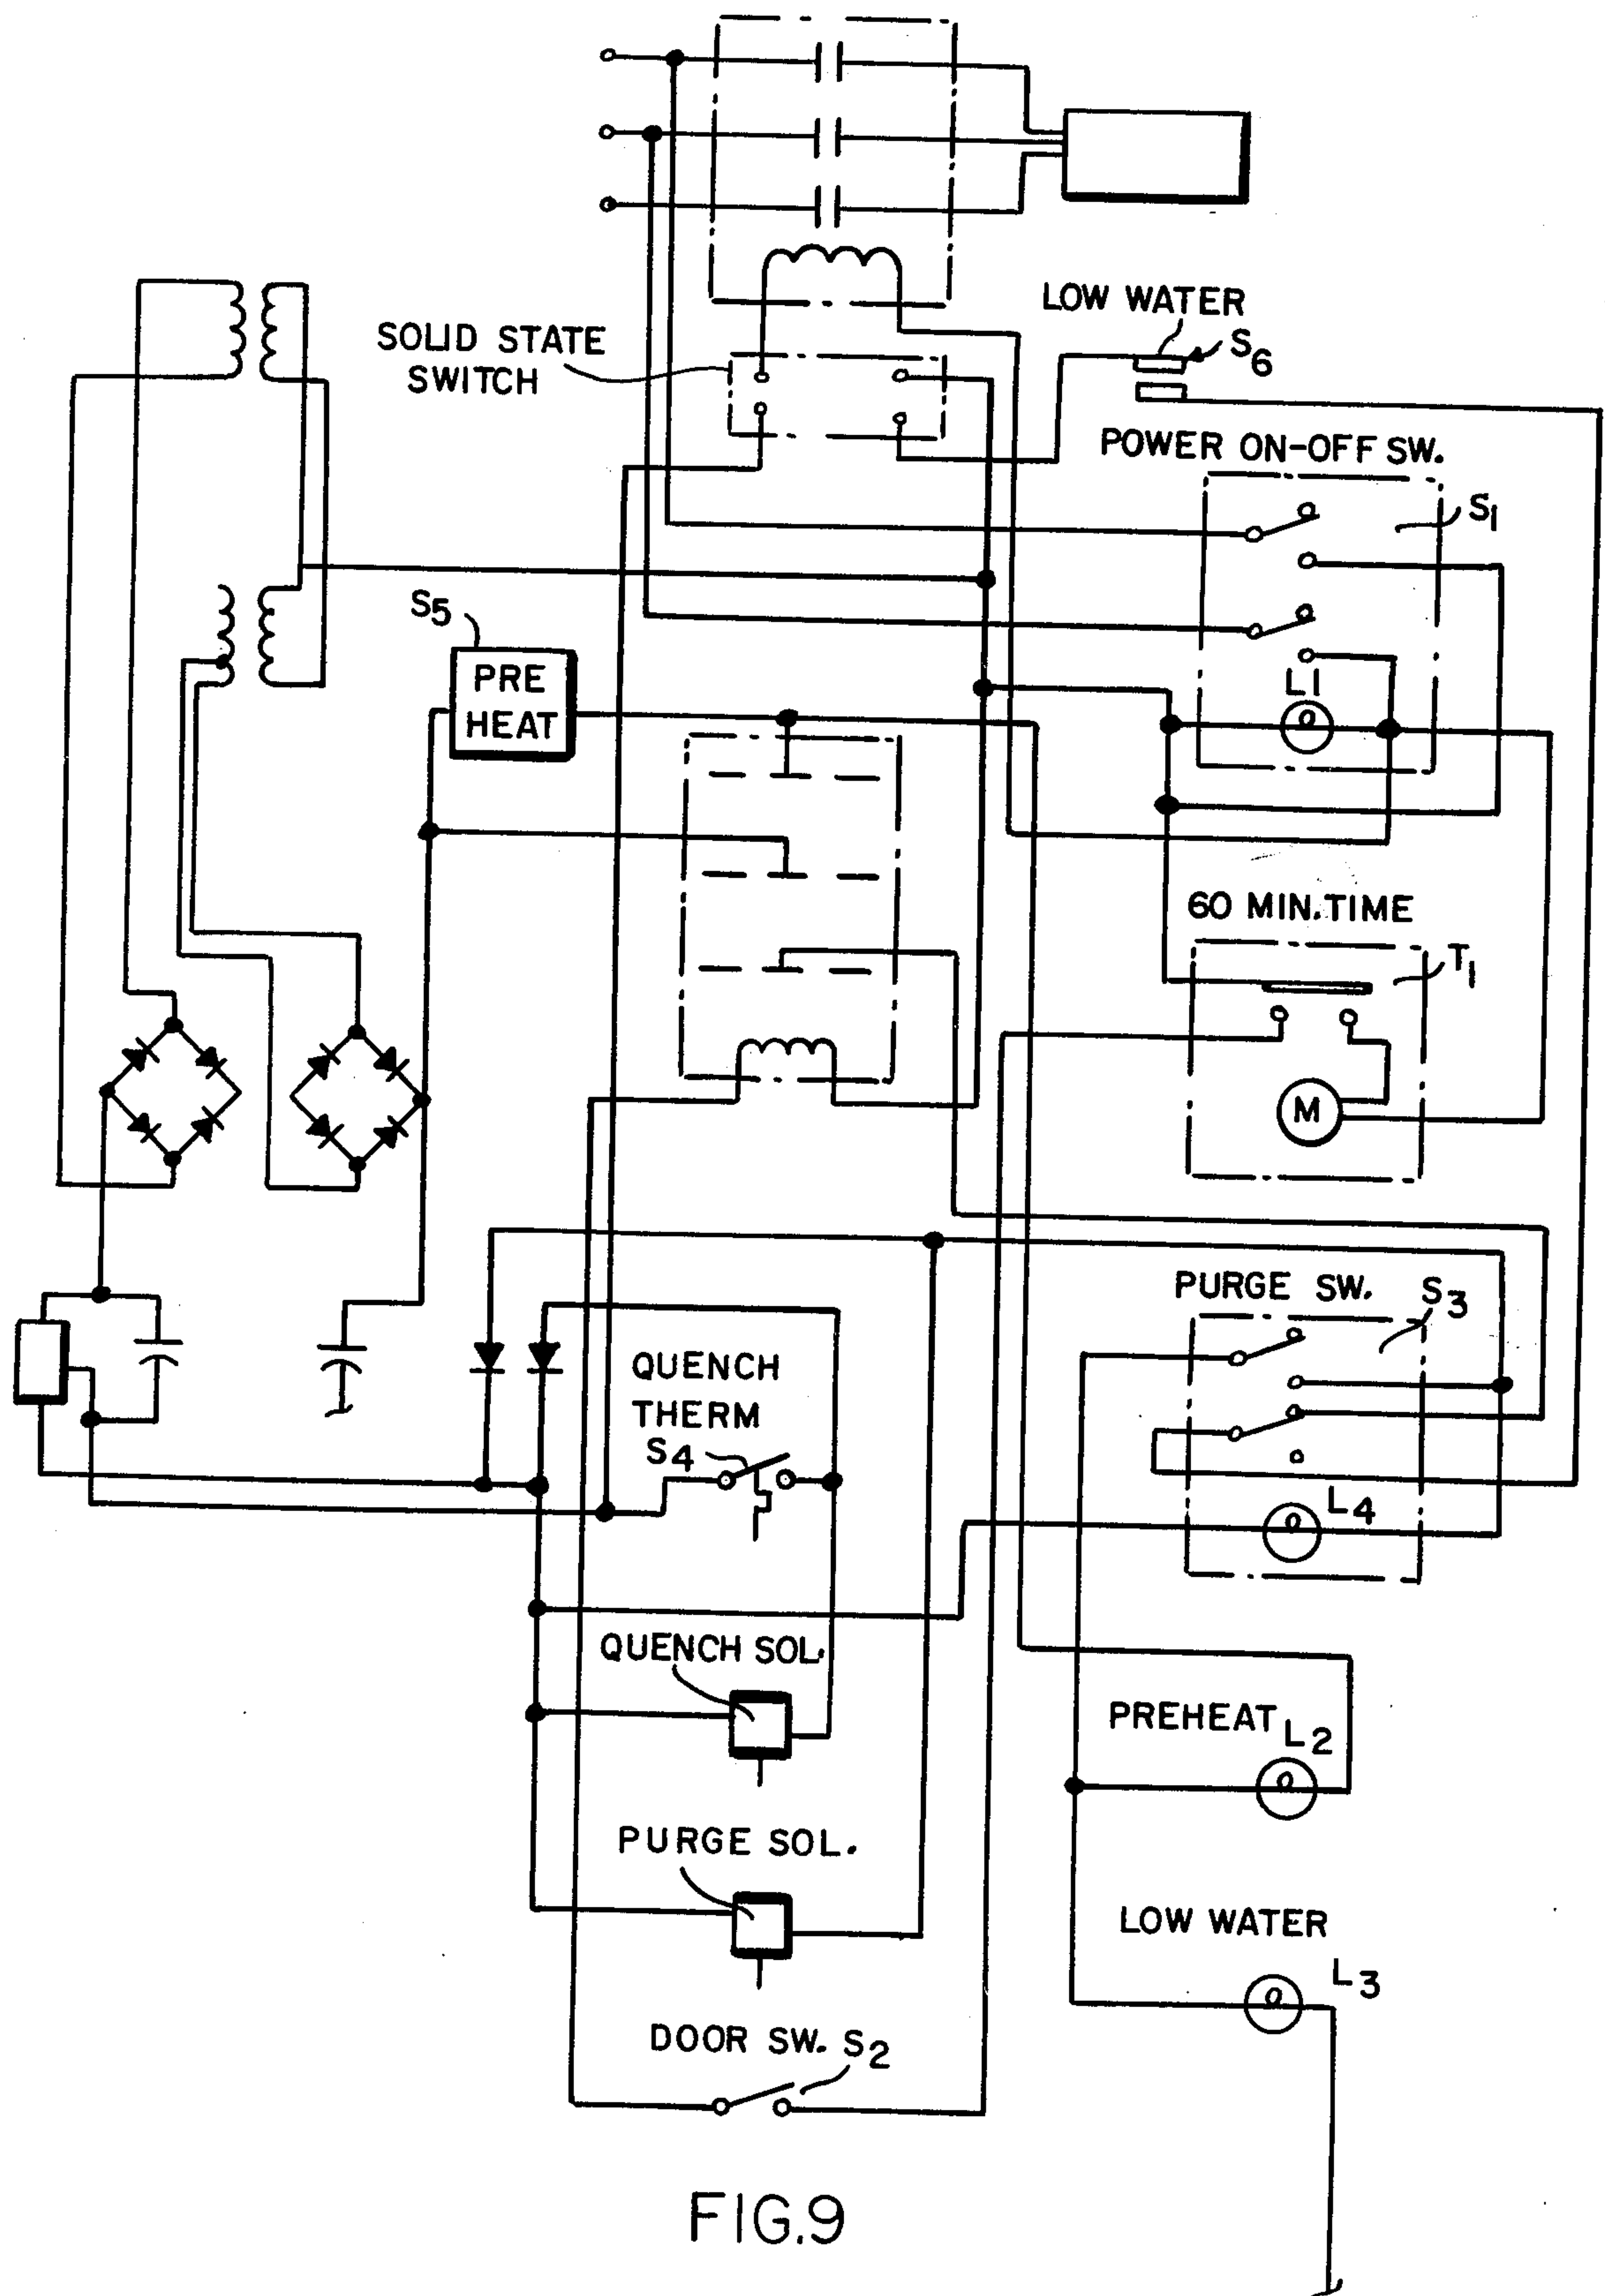 LOW WATER
S6
SOLID STATE
SWITCH
POWER ON-OFF SW.
S1
S5
PRE
HEAT
L1
60 MIN. TIME
T1
M
PURGE SW.
S3
QUENCH
THERM
S4
L4
QUENCH SOL.
PREHEAT L2
PURGE SOL.
LOW WATER
L3
DOOR SW. S2
FIG.9